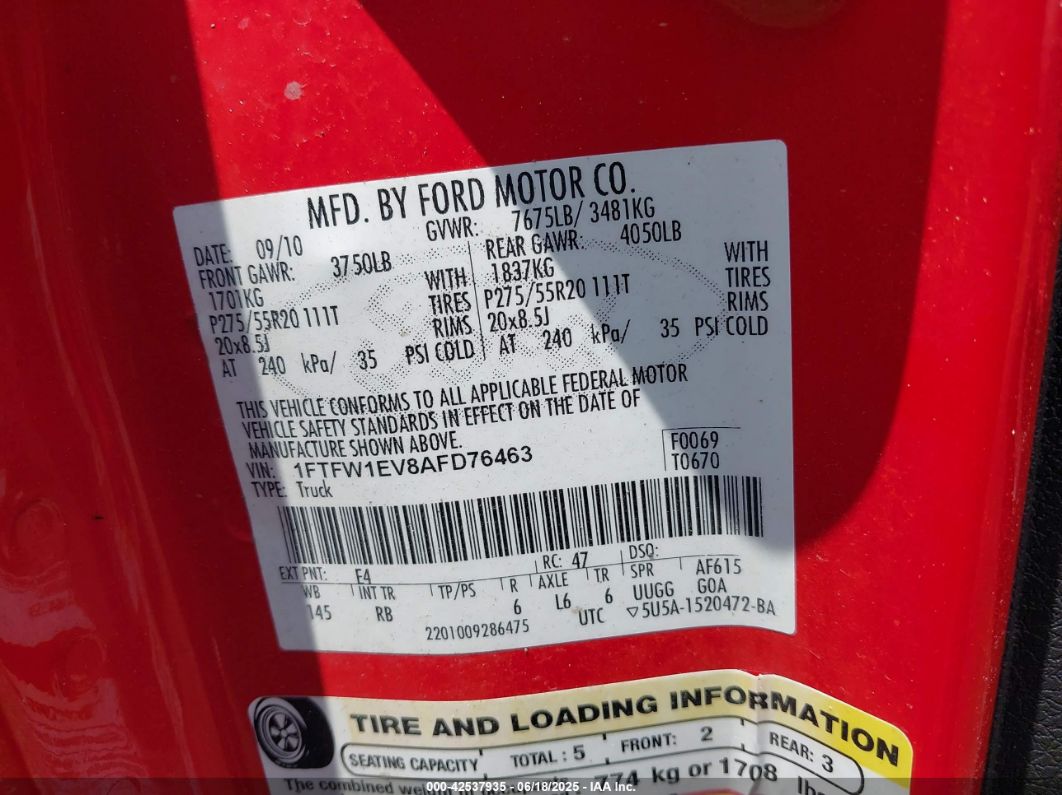 MFD. BY FORD MOTOR CO.
DATE: 09/10 GVWR: 7675LB/ 3481KG
FRONT GAWR: 3750LB REAR GAWR: 4050LB
1701KG WITH 1837KG WITH
P275/55R20 111T TIRES P275/55R20 111T TIRES
20x8.5J RIMS 20x8.5J RIMS
AT 240 kPa/ 35 PSI COLD AT 240 kPa/ 35 PSI COLD
THIS VEHICLE CONFORMS TO ALL APPLICABLE FEDERAL MOTOR
VEHICLE SAFETY STANDARDS IN EFFECT ON THE DATE OF
MANUFACTURE SHOWN ABOVE.
VIN: 1FTFW1EV8AFD76463 F0069
TYPE: Truck T0670
EXT PNT: F4 RC: 47 DSO:
WB INT TR TP/PS R AXLE TR SPR AF615
145 RB 6 L6 6 UUGG GOA
2201009286475 UTC ▽5U5A-1520472-BA
TIRE AND LOADING INFORMATION
SEATING CAPACITY TOTAL: 5 FRONT: 2 REAR: 3
The combined weight 774 kg or 1708 lbs
000-42537935 - 06/18/2025 - IAA Inc.